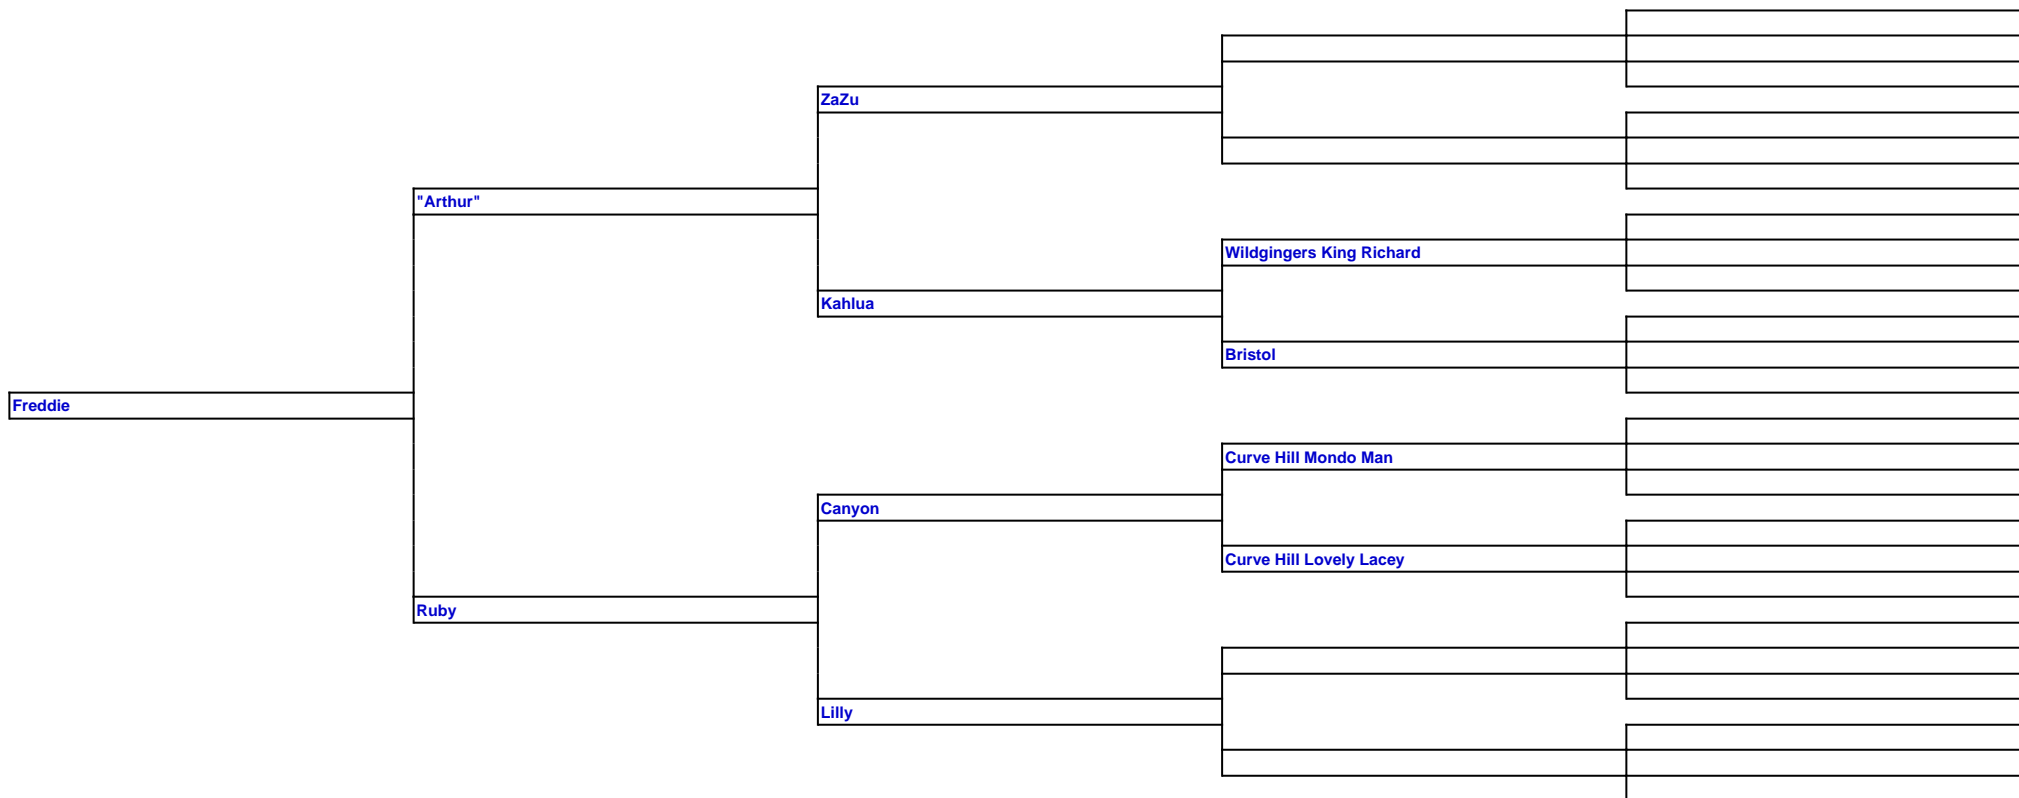 ZaZu
"Arthur"
Wildgingers King Richard
Kahlua
Bristol
Freddie
Curve Hill Mondo Man
Canyon
Curve Hill Lovely Lacey
Ruby
Lilly